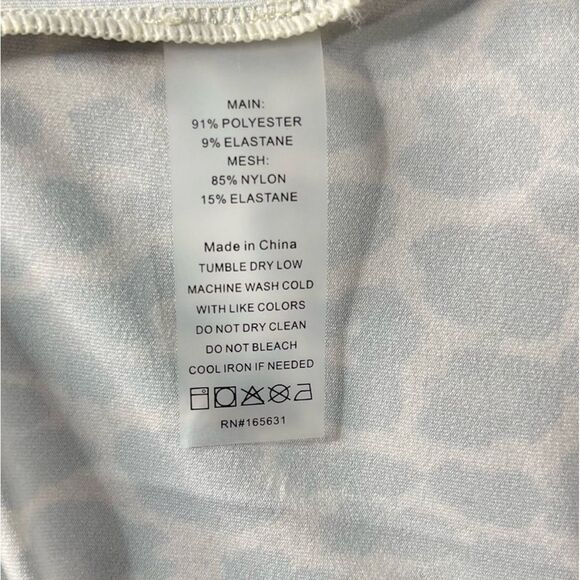 MAIN:
91% POLYESTER
9% ELASTANE
MESH:
85% NYLON
15% ELASTANE
Made in China
TUMBLE DRY LOW
MACHINE WASH COLD
WITH LIKE COLORS
DO NOT DRY CLEAN
DO NOT BLEACH
COOL IRON IF NEEDED
RN#165631